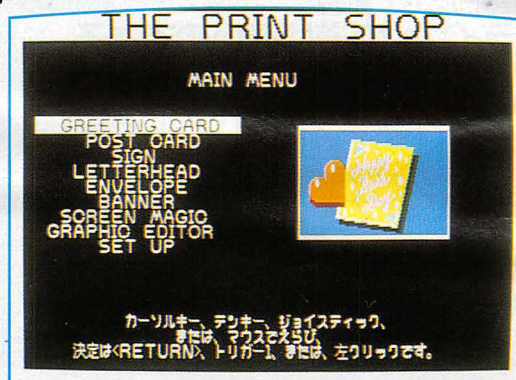 THE PRINT SHOP
MAIN MENU
GREETING CARD
POST CARD
SIGN
LETTERHEAD
ENVELOPE
BANNER
SCREEN MAGIC
GRAPHIC EDITOR
SET UP
Happy
Day
カーソルキー、テンキー、ジョイスティック、
または、マウスでえらび、
決定は<RETURN>、トリガー1、または、左クリックです。